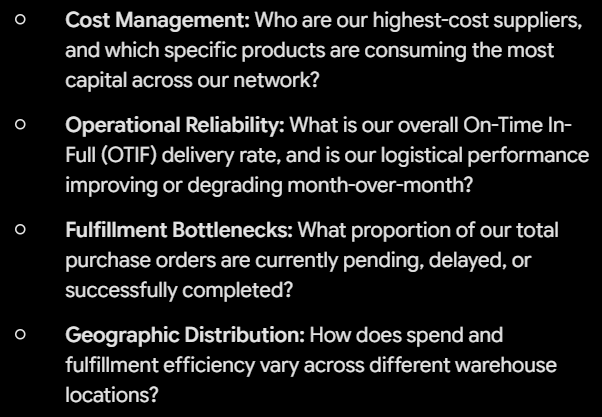 ○ Cost Management: Who are our highest-cost suppliers,
and which specific products are consuming the most
capital across our network?
○ Operational Reliability: What is our overall On-Time In-
Full (OTIF) delivery rate, and is our logistical performance
improving or degrading month-over-month?
○ Fulfillment Bottlenecks: What proportion of our total
purchase orders are currently pending, delayed, or
successfully completed?
○ Geographic Distribution: How does spend and
fulfillment efficiency vary across different warehouse
locations?